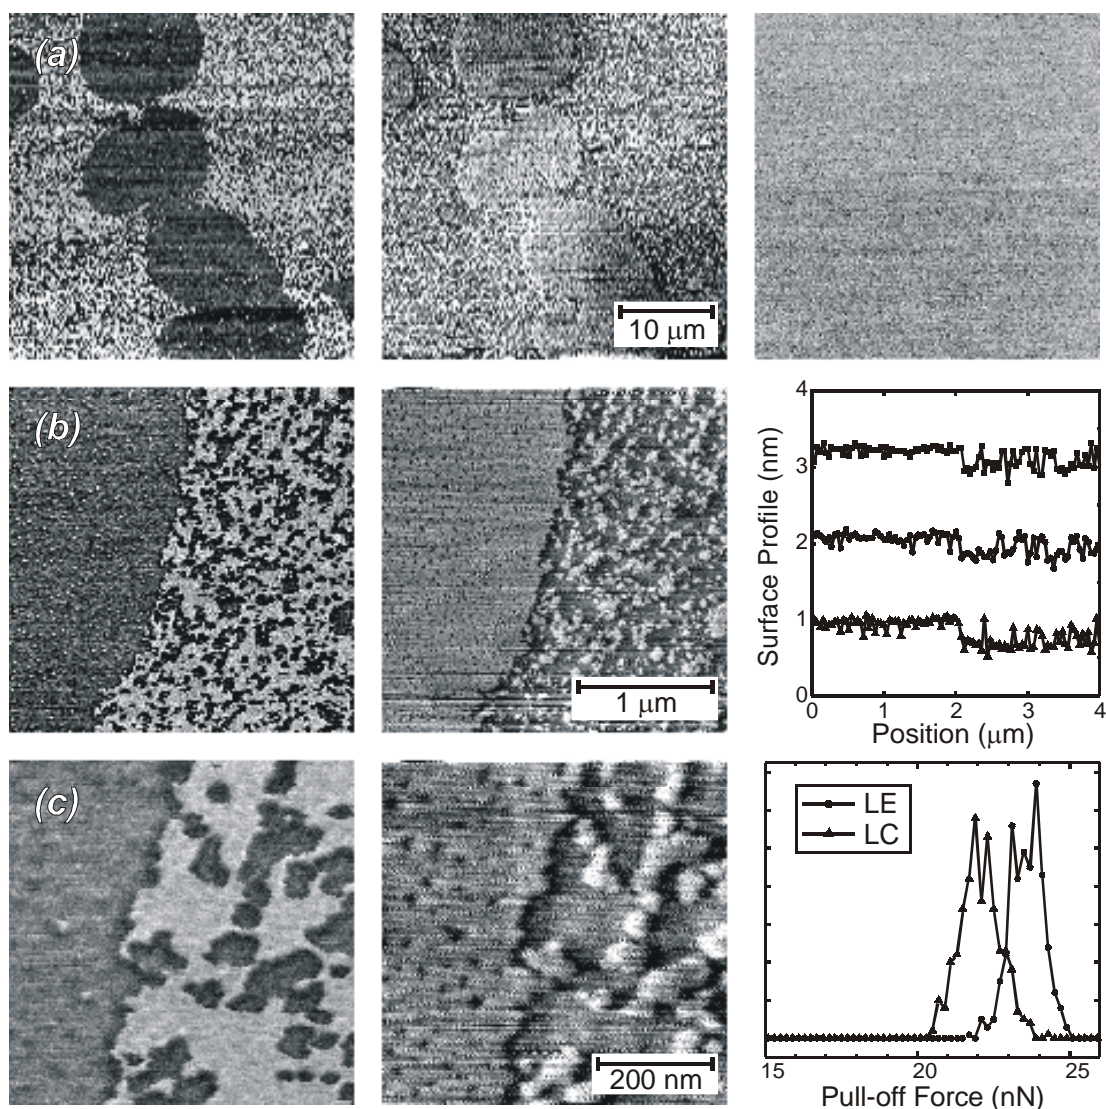 (a)
10 μm
(b)
1 μm
4
3
2
1
0
Surface Profile (nm)
0 1 2 3 4
Position (μm)
(c)
200 nm
LE
LC
15 20 25
Pull-off Force (nN)